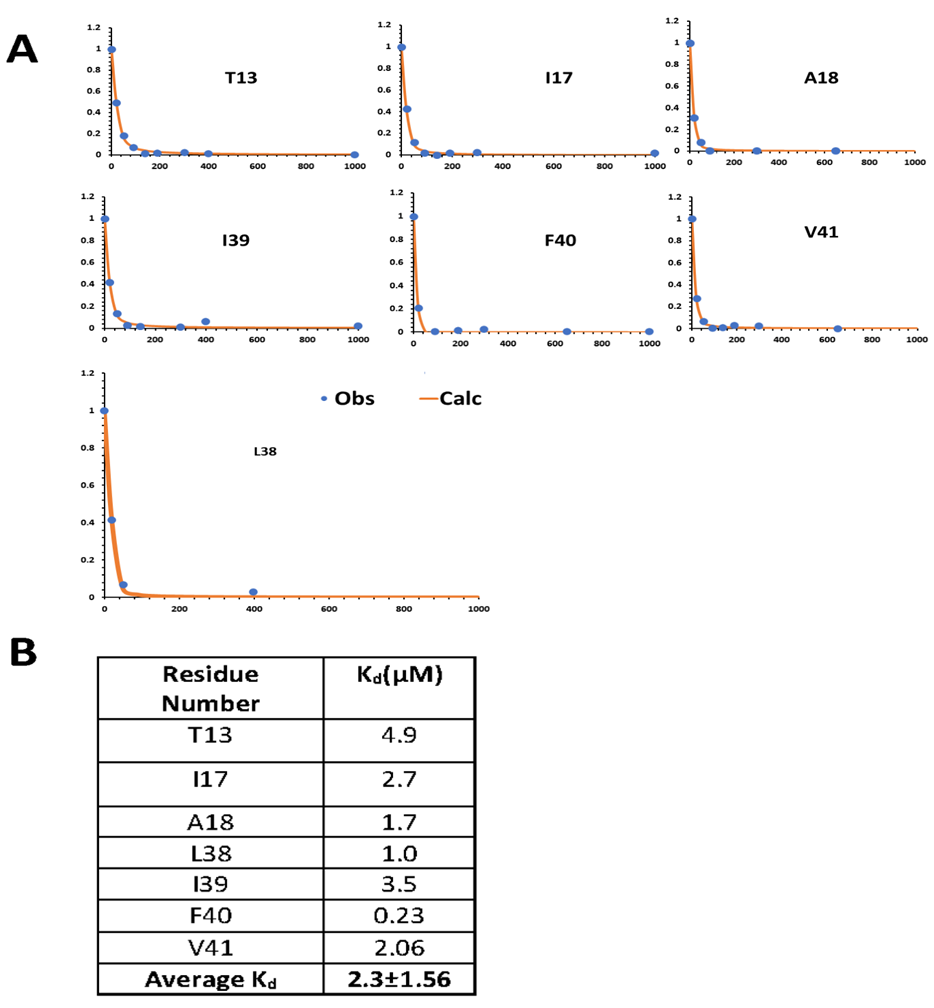 A
T13
1.2
1
0.8
0.6
0.4
0.2
0
0 200 400 600 800 1000
I17
1.2
1
0.8
0.6
0.4
0.2
0
0 200 400 600 800 1000
A18
1.2
1
0.8
0.6
0.4
0.2
0
0 200 400 600 800 1000
I39
1.2
1
0.8
0.6
0.4
0.2
0
0 200 400 600 800 1000
F40
1.2
1
0.8
0.6
0.4
0.2
0
0 200 400 600 800 1000
V41
1.2
1
0.8
0.6
0.4
0.2
0
0 200 400 600 800 1000
Obs Calc
L38
1.2
1
0.8
0.6
0.4
0.2
0
0 200 400 600 800 1000
B
Residue Kd(μM)
Number
T13 4.9
I17 2.7
A18 1.7
L38 1.0
I39 3.5
F40 0.23
V41 2.06
Average Kd 2.3±1.56